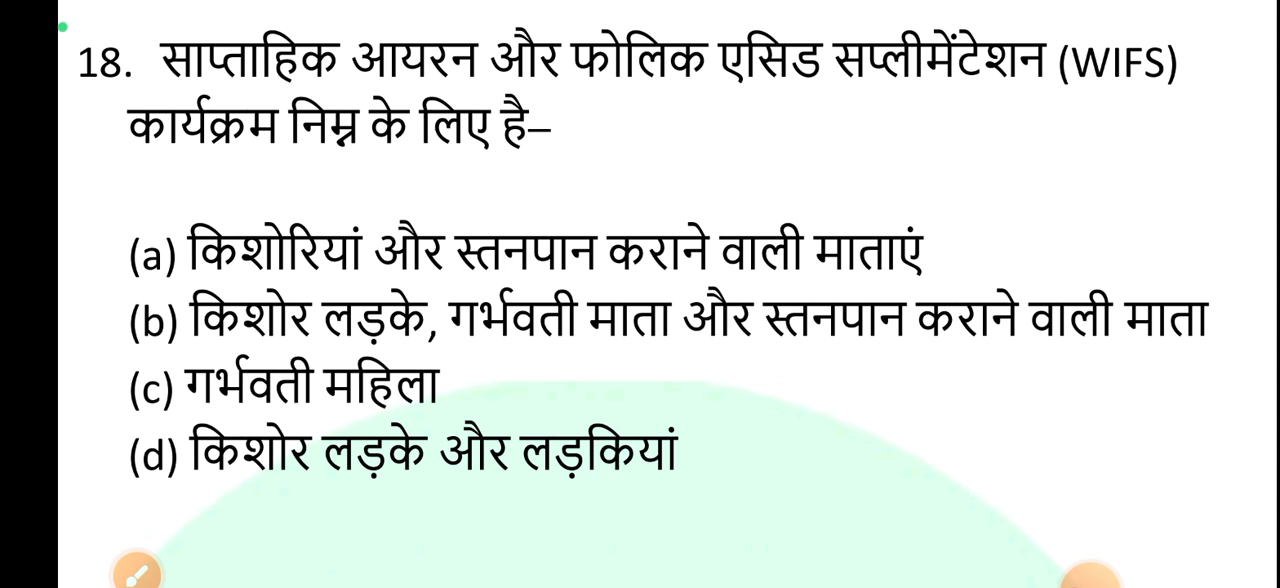 18. साप्ताहिक आयरन और फोलिक एसिड सप्लीमेंटेशन (WIFS)
कार्यक्रम निम्न के लिए है–
(a) किशोरियां और स्तनपान कराने वाली माताएं
(b) किशोर लड़के, गर्भवती माता और स्तनपान कराने वाली माता
(c) गर्भवती महिला
(d) किशोर लड़के और लड़कियां